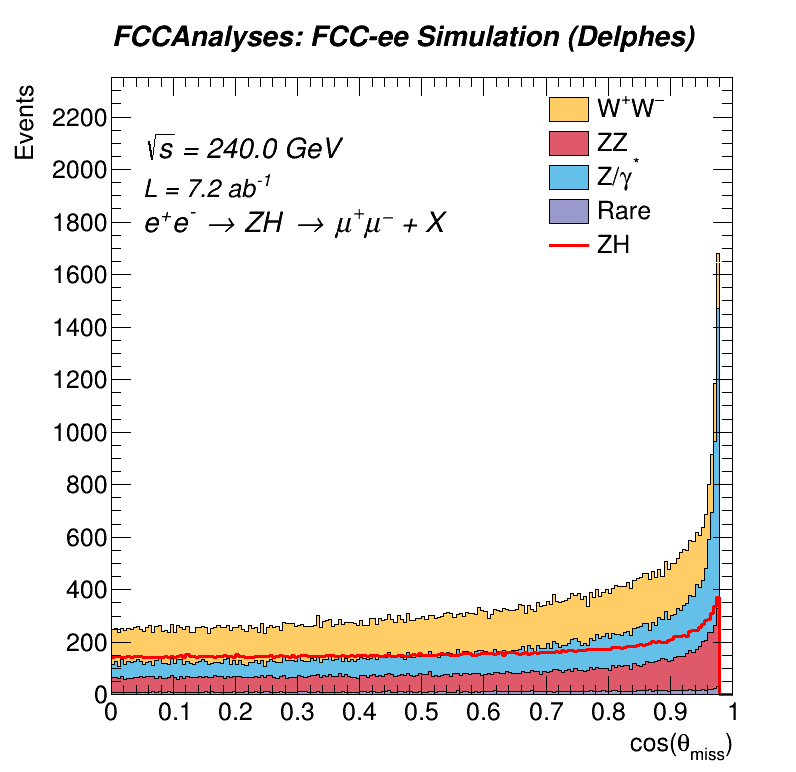 FCCAnalyses: FCC-ee Simulation (Delphes)
Events
2200
2000
1800
1600
1400
1200
1000
800
600
400
200
0
√s = 240.0 GeV
L = 7.2 ab⁻¹
e⁺e⁻ → ZH → μ⁺μ⁻ + X
W⁺W⁻
ZZ
Z/γ*
Rare
ZH
0 0.1 0.2 0.3 0.4 0.5 0.6 0.7 0.8 0.9 1
cos(θ_miss)